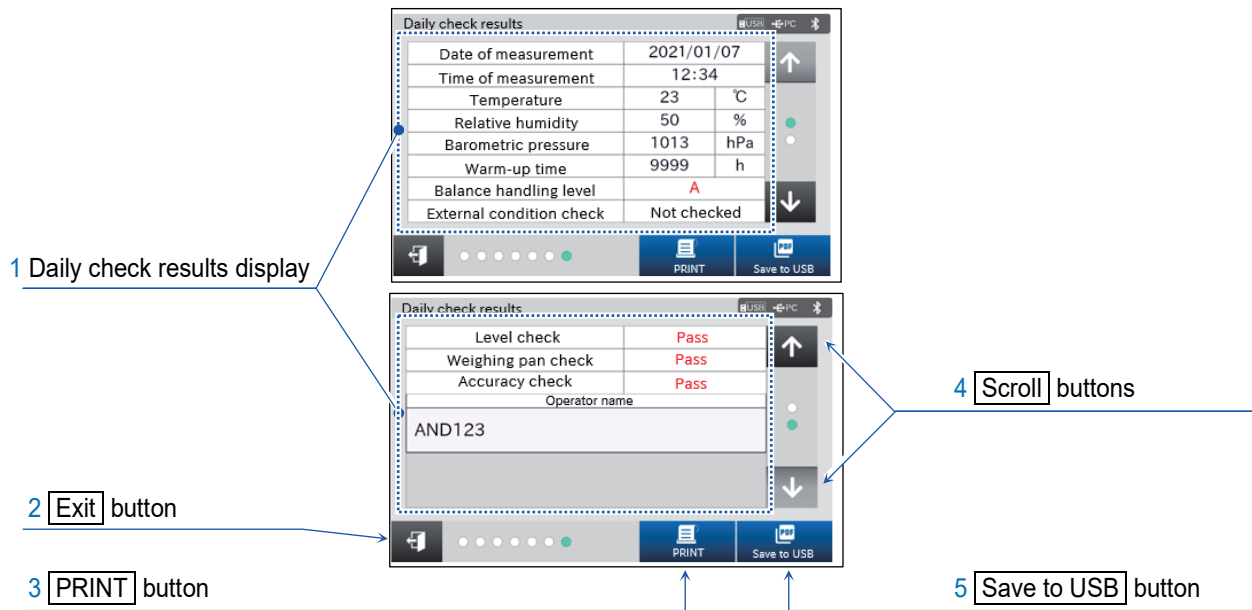 Daily check results
USB PC
Date of measurement 2021/01/07
Time of measurement 12:34
Temperature 23 ℃
Relative humidity 50 %
Barometric pressure 1013 hPa
Warm-up time 9999 h
Balance handling level A
External condition check Not checked
PRINT
PDF
Save to USB
1 Daily check results display
Daily check results
USB PC
Level check Pass
Weighing pan check Pass
Accuracy check Pass
Operator name
AND123
4 Scroll buttons
2 Exit button
PRINT
PDF
Save to USB
3 PRINT button
5 Save to USB button